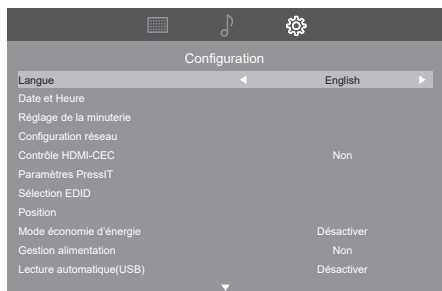 Configuration
Langue English
Date et Heure
Réglage de la minuterie
Configuration réseau
Contrôle HDMI-CEC Non
Paramètres PressIT
Sélection EDID
Position
Mode économie d'énergie Désactiver
Gestion alimentation Non
Lecture automatique(USB) Désactiver